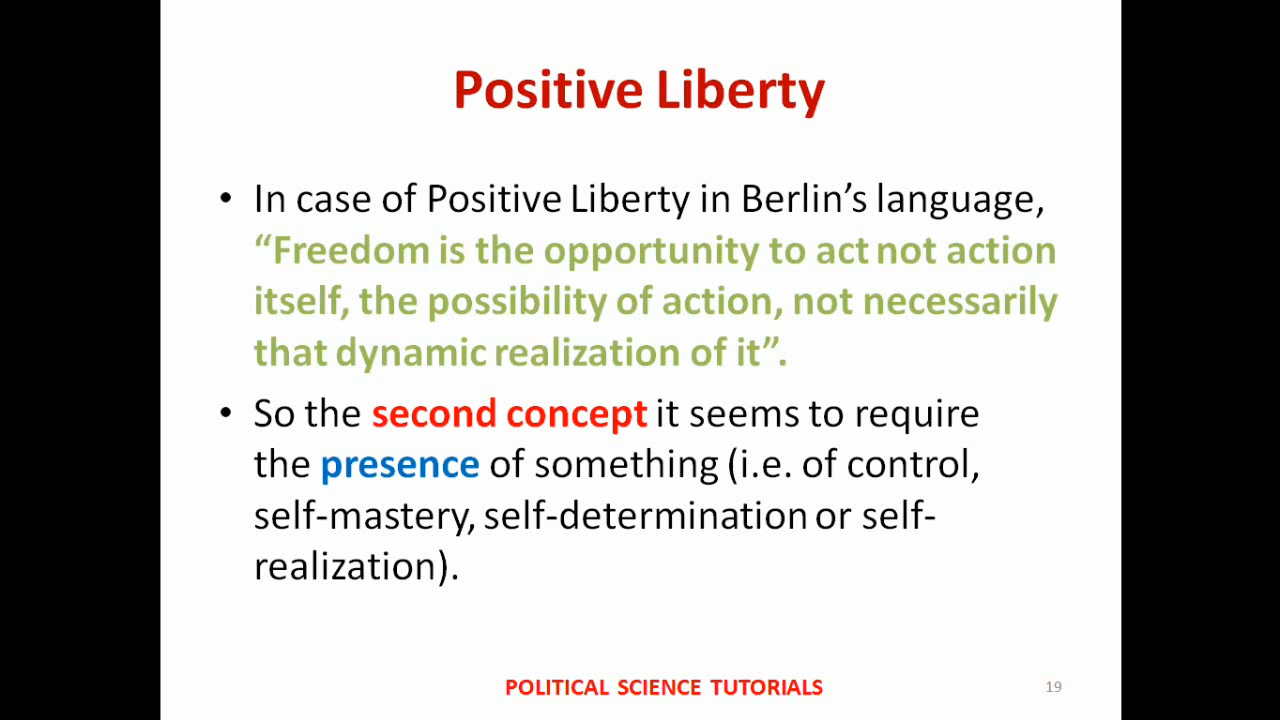 Positive Liberty
• In case of Positive Liberty in Berlin’s language,
“Freedom is the opportunity to act not action
itself, the possibility of action, not necessarily
that dynamic realization of it”.
• So the second concept it seems to require
the presence of something (i.e. of control,
self-mastery, self-determination or self-
realization).
POLITICAL SCIENCE TUTORIALS
19